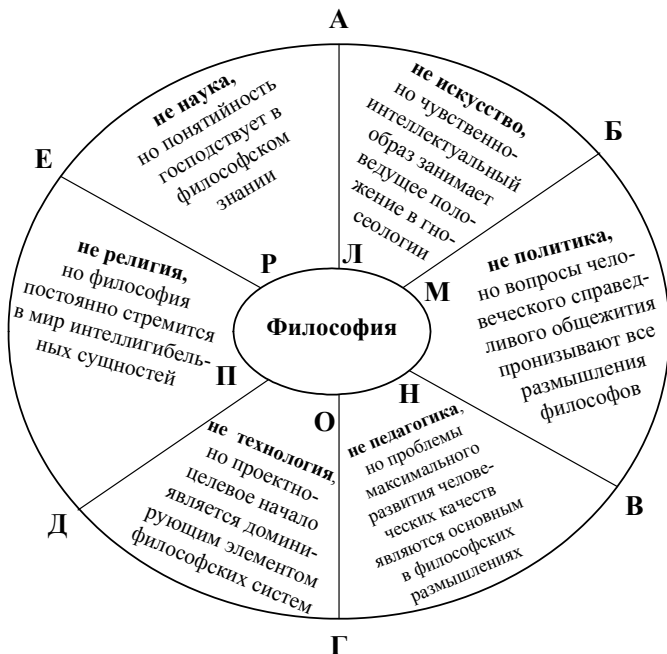 А
не наука,
но понятийность
господствует в
философском
знании
не искусство,
но чувственно-
интеллектуальный
образ занимает
ведущее поло-
жение в гно-
сеологии
Б
Е
не религия,
но философия
постоянно стремится
в мир интеллигибель-
ных сущностей
Р
Л
М
Философия
не политика,
но вопросы чело-
веческого справед-
ливого общежития
пронизывают все
размышления
философов
П
О
Н
не технология,
но проектно-
целевое начало
является домини-
рующим элементом
философских систем
не педагогика,
но проблемы
максимального
развития челове-
ческих качеств
являются основным
в философских
размышлениях
Д
В
Г